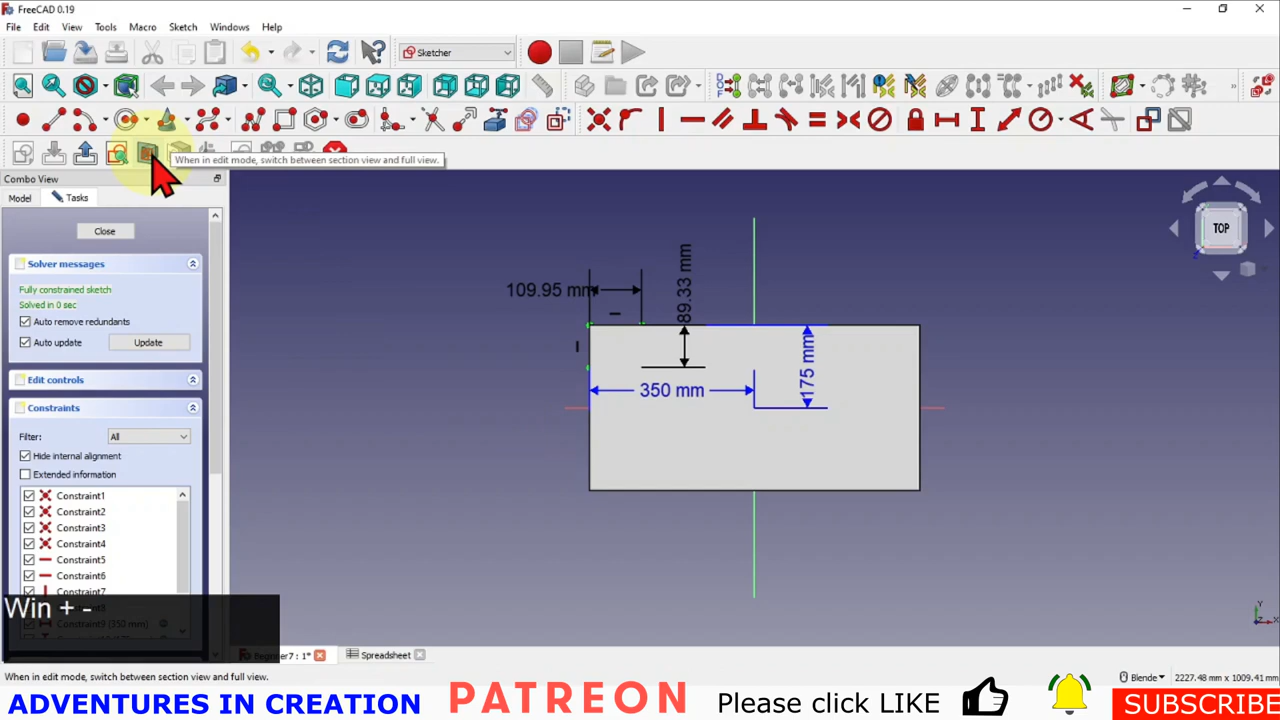 FreeCAD 0.19
File Edit View Tools Macro Sketch Windows Help
Sketcher
When in edit mode, switch between section view and full view.
Combo View
Model Tasks
Close
Solver messages
Fully constrained sketch
Solved in 0 sec
Auto remove redundants
Auto update Update
Edit controls
Constraints
Filter: All
Hide internal alignment
Extended information
Constraint1
Constraint2
Constraint3
Constraint4
Constraint5
Constraint6
Constraint7
Win + -
TOP
109.95 mm
89.33 mm
350 mm
175 mm
Y
X
Z
Spreadsheet
When in edit mode, switch between section view and full view.
Blende
2227.48 mm x 1009.41 mm
ADVENTURES IN CREATION PATREON Please click LIKE SUBSCRIBE